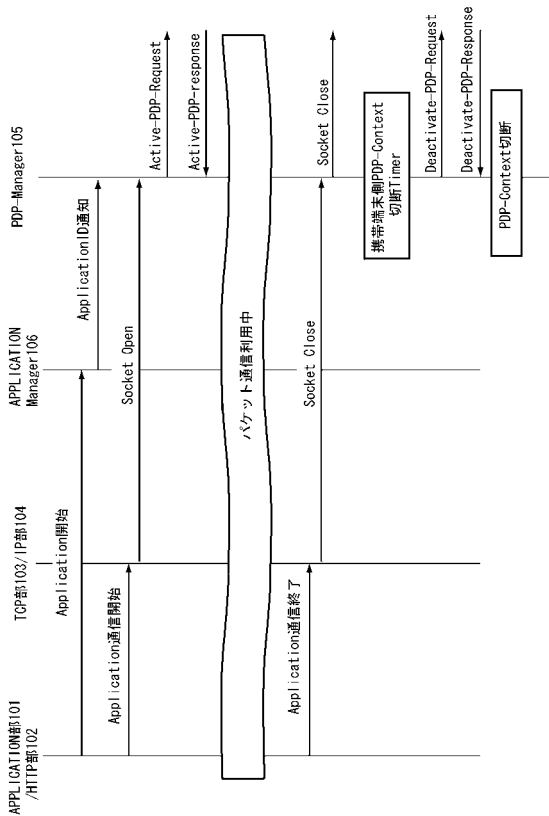 APPLICATION部101
/HTTP部102
TCP部103/IP部104
APPLICATION
Manager106
PDP-Manager105
Application開始
ApplicationID通知
Application通信開始
Socket Open
Active-PDP-Request
Active-PDP-response
パケット通信利用中
Application通信終了
Socket Close
Socket Close
携帯端末側PDP-Context
切断Timer
Deactivate-PDP-Request
Deactivate-PDP-Response
PDP-Context切断